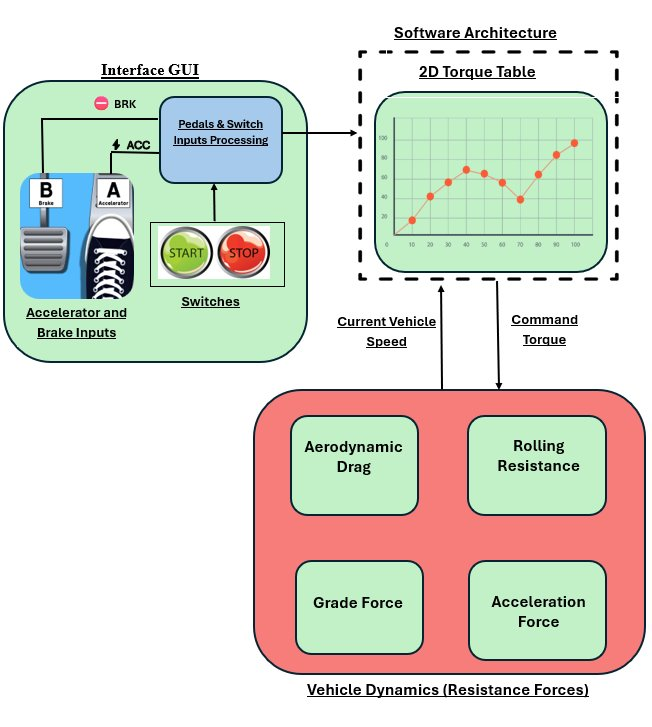 Software Architecture
Interface GUI
2D Torque Table
BRK
Pedals & Switch
Inputs Processing
ACC
B
Brake
A
Accelerator
START
STOP
Switches
Accelerator and
Brake Inputs
100
80
60
40
20
0
10
20
30
40
50
60
70
80
90
100
Current Vehicle
Speed
Command
Torque
Aerodynamic
Drag
Rolling
Resistance
Grade Force
Acceleration
Force
Vehicle Dynamics (Resistance Forces)